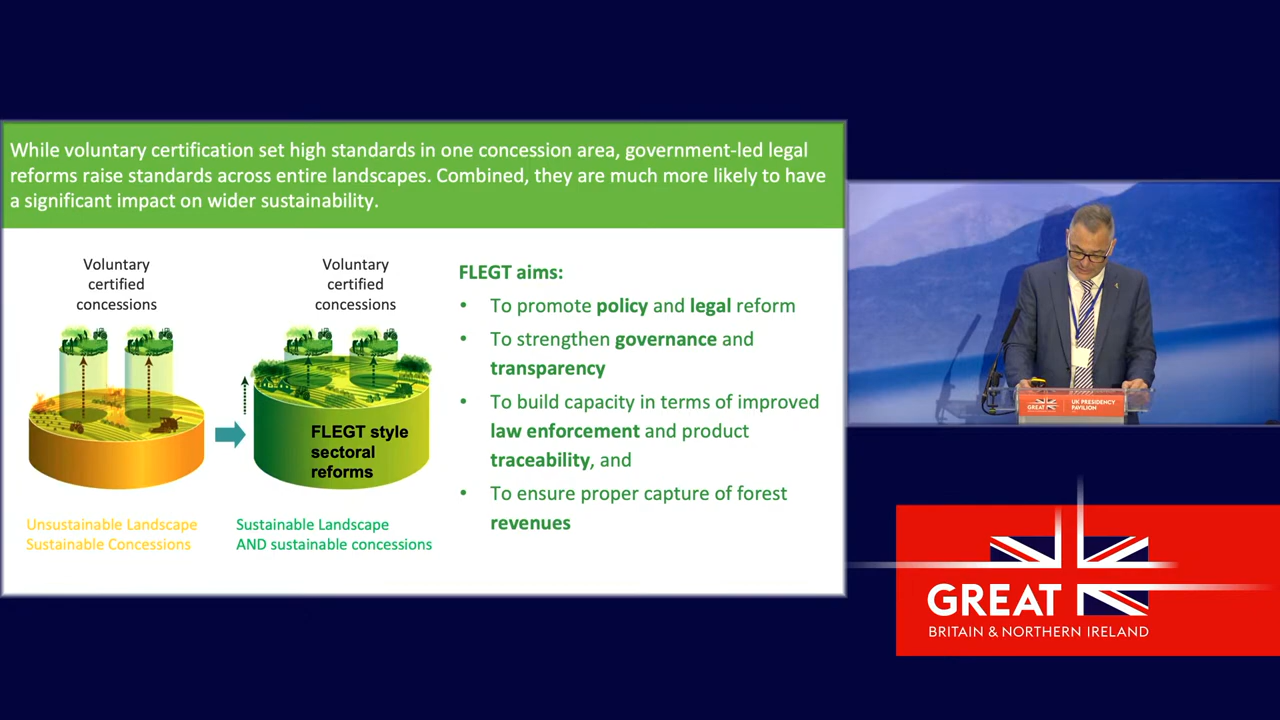 While voluntary certification set high standards in one concession area, government-led legal
reforms raise standards across entire landscapes. Combined, they are much more likely to have
a significant impact on wider sustainability.
Voluntary
certified
concessions
Voluntary
certified
concessions
FLEGT style
sectoral
reforms
Unsustainable Landscape
Sustainable Concessions
Sustainable Landscape
AND sustainable concessions
FLEGT aims:
• To promote policy and legal reform
• To strengthen governance and
transparency
• To build capacity in terms of improved
law enforcement and product
traceability, and
• To ensure proper capture of forest
revenues
GREAT
UK PRESIDENCY
PAVILION
GREAT
BRITAIN & NORTHERN IRELAND